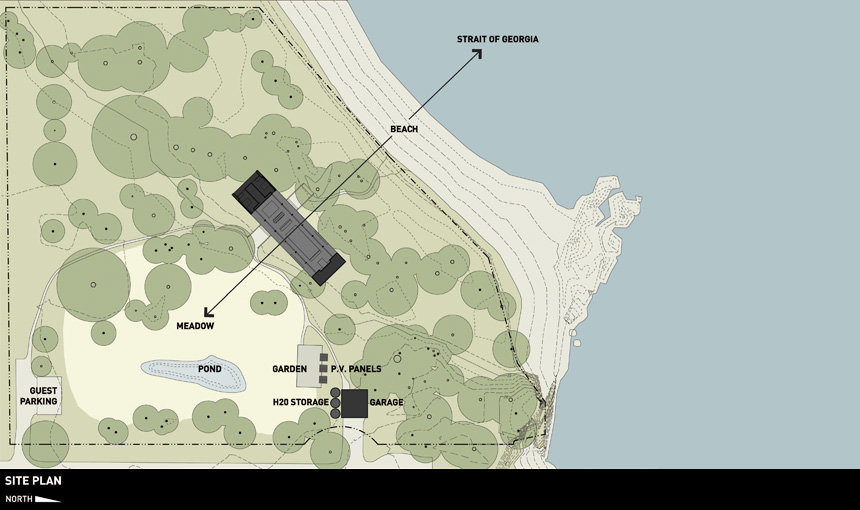 STRAIT OF GEORGIA
BEACH
MEADOW
POND
GARDEN
P.V. PANELS
GUEST
PARKING
H20 STORAGE
GARAGE
SITE PLAN
NORTH